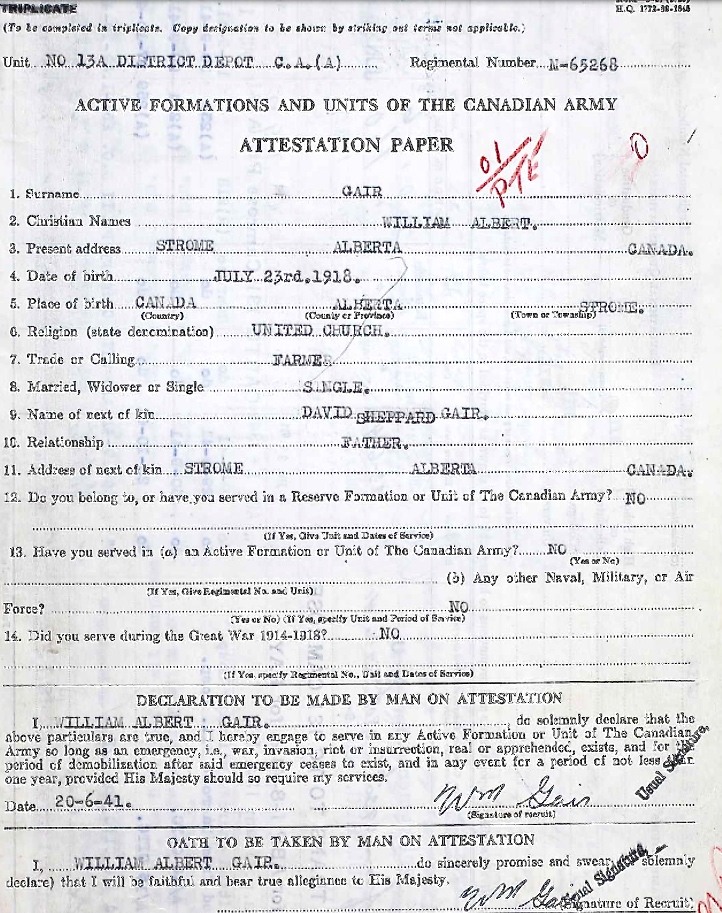 TRIPLICATE
H.Q. 1772-39-1848
(To be completed in triplicate. Copy designation to be shown by striking out terms not applicable.)
Unit NO 13A DISTRICT DEPOT C.A.(A) Regimental Number M-65268
ACTIVE FORMATIONS AND UNITS OF THE CANADIAN ARMY
ATTESTATION PAPER
01/
PTE
0
1. Surname GAIR
2. Christian Names WILLIAM ALBERT.
3. Present address STROME ALBERTA CANADA.
4. Date of birth JULY 23rd.1918.
5. Place of birth CANADA ALBERTA STROME.
(Country) (County or Province) (Town or Township)
6. Religion (state denomination) UNITED CHURCH.
7. Trade or Calling FARMER
8. Married, Widower or Single SINGLE.
9. Name of next of kin DAVID SHEPPARD GAIR.
10. Relationship FATHER.
11. Address of next of kin STROME ALBERTA CANADA.
12. Do you belong to, or have you served in a Reserve Formation or Unit of The Canadian Army? NO
(If Yes, Give Unit and Dates of Service)
13. Have you served in (a) an Active Formation or Unit of The Canadian Army? NO
(Yes or No)
(b) Any other Naval, Military, or Air
(If Yes, Give Regimental No. and Unit)
Force? NO
(Yes or No) (If Yes, specify Unit and Period of Service)
14. Did you serve during the Great War 1914-1918? NO
(If Yes, specify Regimental No., Unit and Dates of Service)
DECLARATION TO BE MADE BY MAN ON ATTESTATION
I, WILLIAM ALBERT GAIR. do solemnly declare that the
above particulars are true, and I hereby engage to serve in any Active Formation or Unit of The Canadian
Army so long as an emergency, i.e., war, invasion, riot or insurrection, real or apprehended, exists, and for the
period of demobilization after said emergency ceases to exist, and in any event for a period of not less than
one year, provided His Majesty should so require my services.
Usual Signature.
Date 20-6-41. Wm Gair
(Signature of recruit)
OATH TO BE TAKEN BY MAN ON ATTESTATION
I, WILLIAM ALBERT GAIR. do sincerely promise and swear (or solemnly
declare) that I will be faithful and bear true allegiance to His Majesty.
Usual Signature.
Wm Gair (Signature of Recruit)